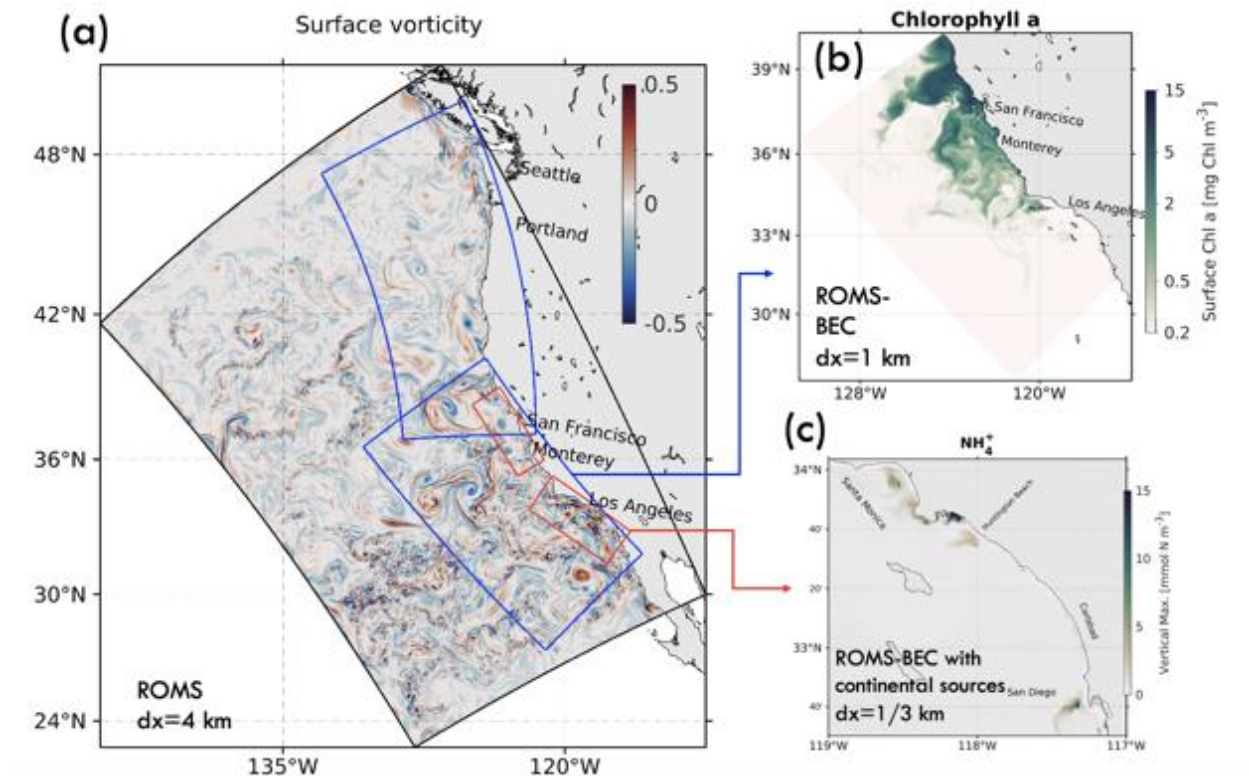 (a)
Surface vorticity
0.5
0
-0.5
48°N
42°N
36°N
30°N
24°N
135°W
120°W
Seattle
Portland
San Francisco
Monterey
Los Angeles
ROMS
dx=4 km
Chlorophyll a
(b)
39°N
36°N
33°N
30°N
128°W
120°W
San Francisco
Monterey
Los Angeles
ROMS-
BEC
dx=1 km
15
5
2
0.5
0.2
Surface Chl a [mg Chl m⁻³]
(c)
NH₄⁺
34°N
40'
20'
33°N
40'
119°W
118°W
117°W
Santa Monica
Huntington Beach
Carlsbad
San Diego
ROMS-BEC with
continental sources
dx=1/3 km
15
10
5
0
Vertical Max. [mmol N m⁻³]